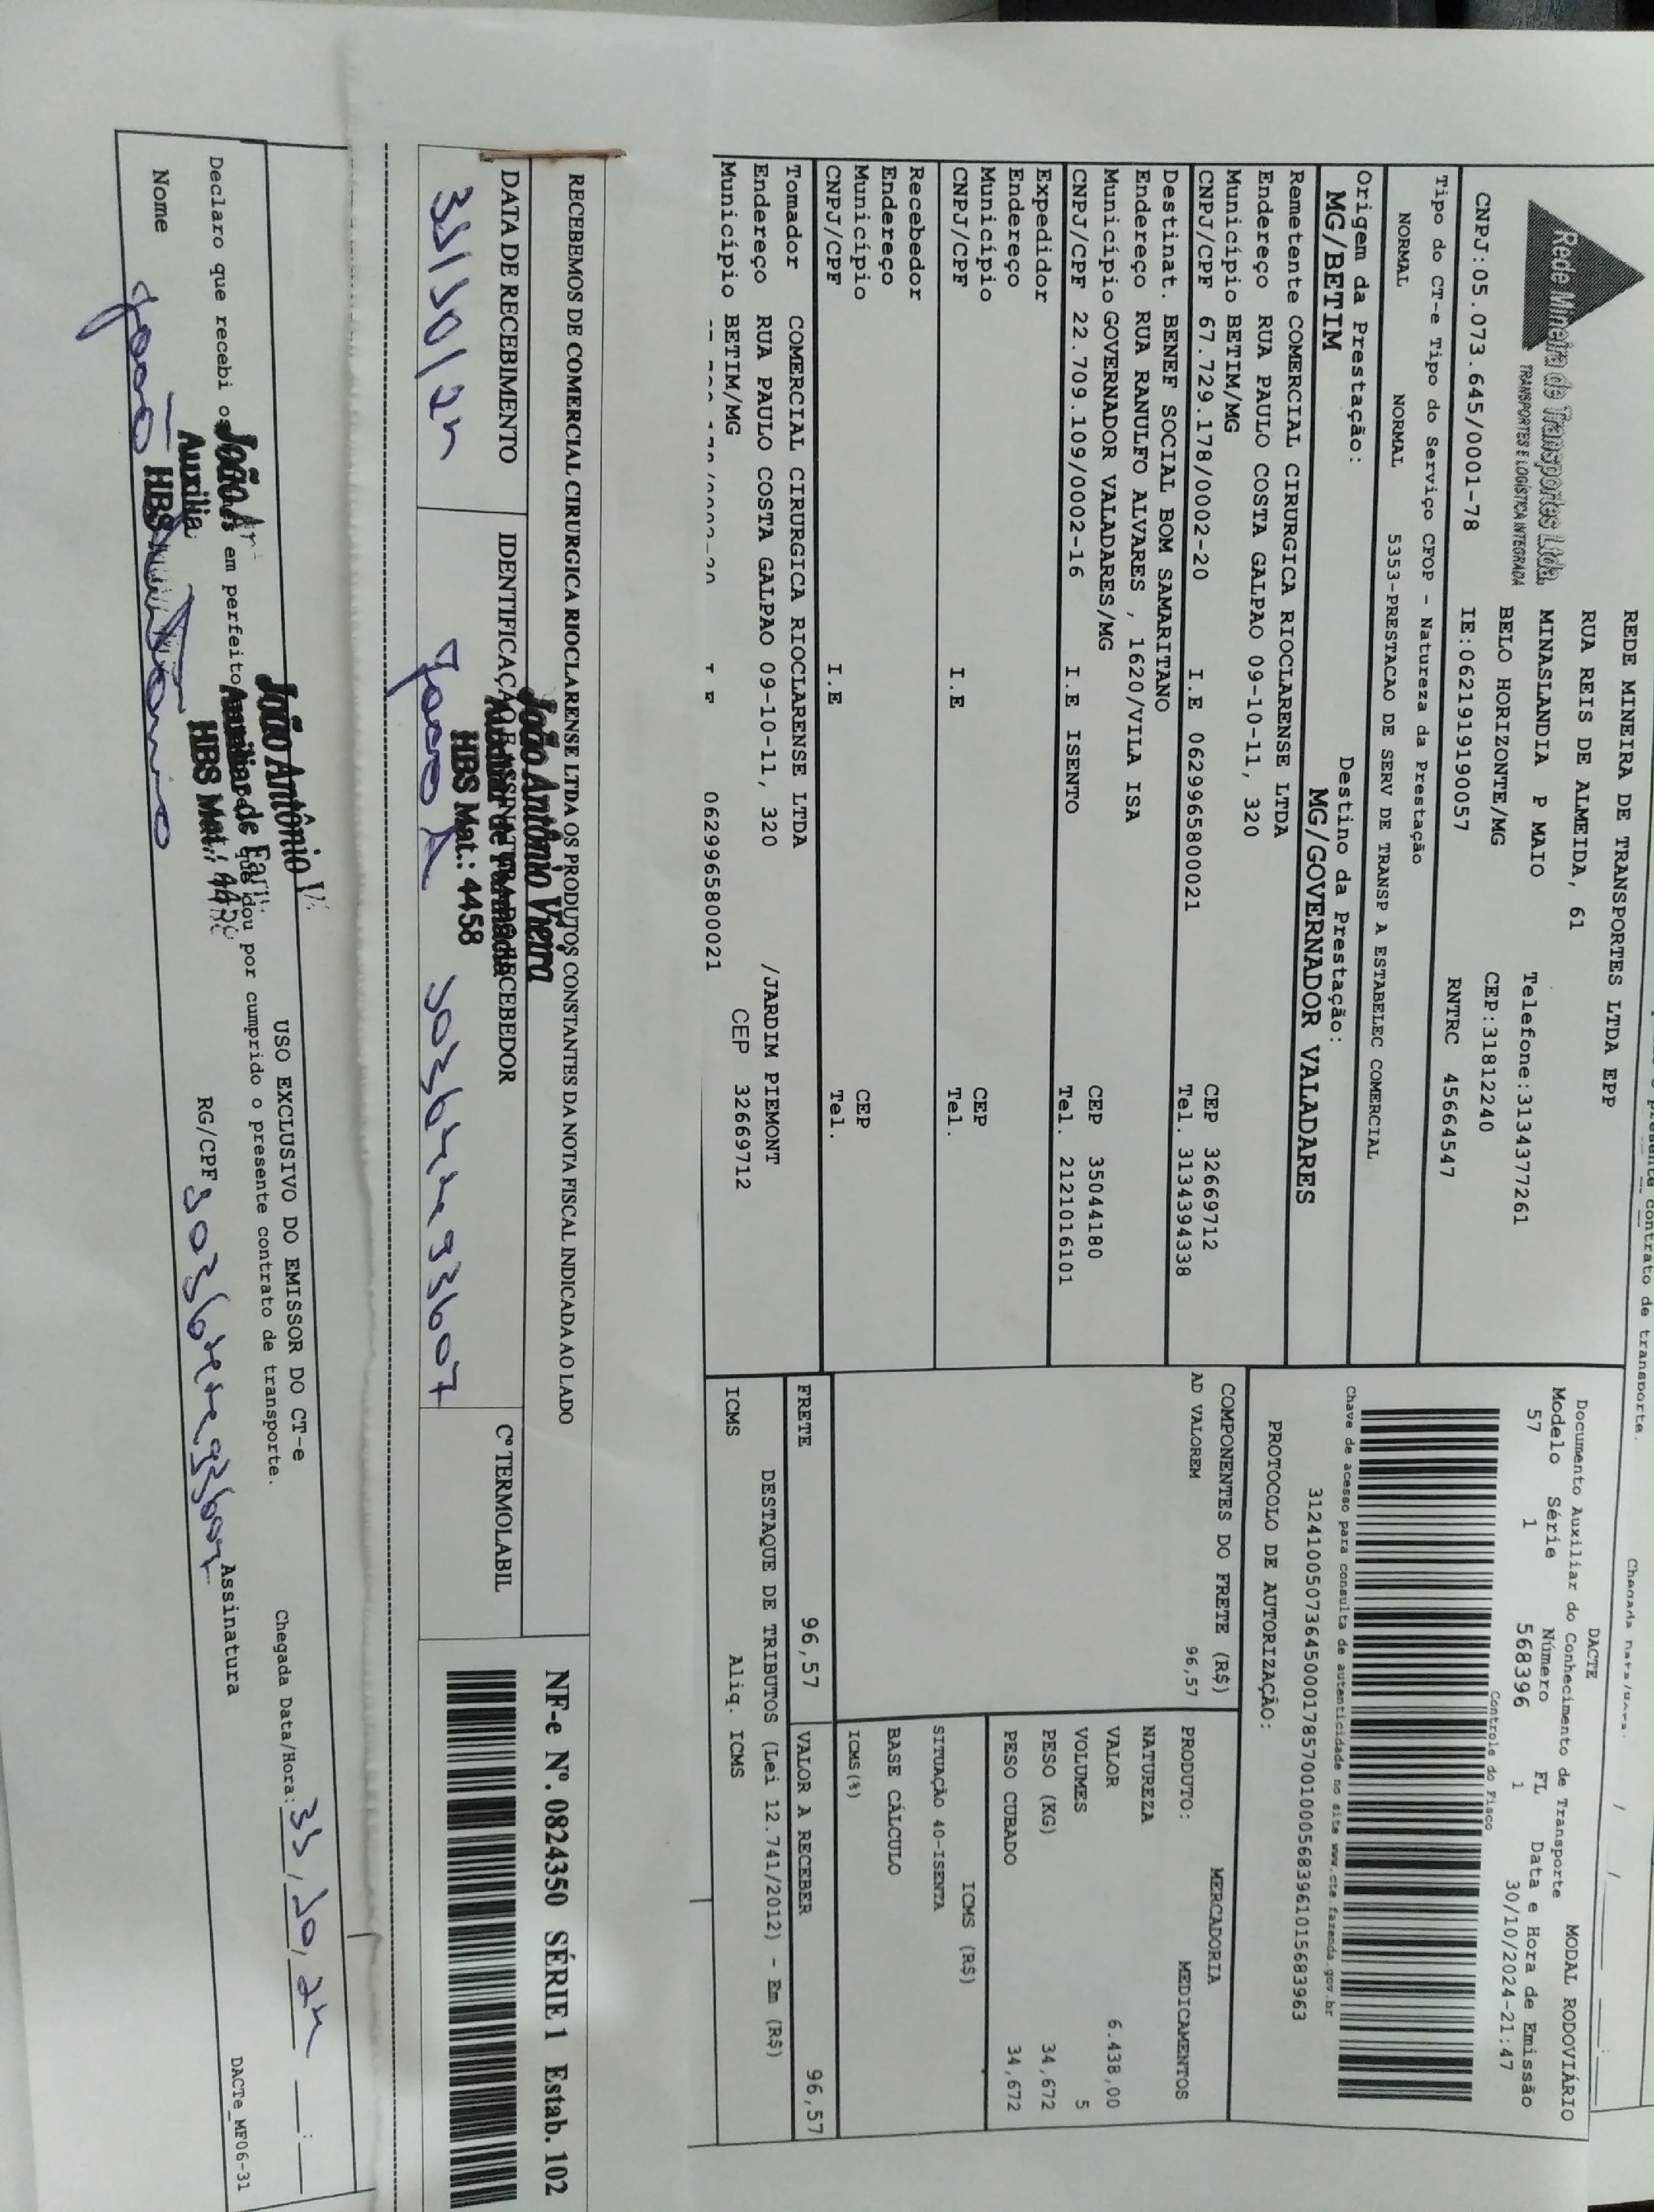 presente contrato de transporte.
Chegada Data/Hora: / /
Rede Mineira de Transportes Ltda.
TRANSPORTES E LOGÍSTICA INTEGRADA
CNPJ:05.073.645/0001-78
REDE MINEIRA DE TRANSPORTES LTDA EPP
RUA REIS DE ALMEIDA, 61
MINASLANDIA P MAIO Telefone:3134377261
BELO HORIZONTE/MG CEP:31812240
IE:0621919190057 RNTRC 45664547
DACTE MODAL RODOVIÁRIO
Documento Auxiliar do Conhecimento de Transporte
Modelo Série Número FL Data e Hora de Emissão
57 1 568396 1 30/10/2024-21:47
Controle do Fisco
Chave de acesso para consulta de autenticidade no site www.cte.fazenda.gov.br
31241005073645000178570010005683961015683963
PROTOCOLO DE AUTORIZAÇÃO:
Tipo do CT-e Tipo do Serviço CFOP - Natureza da Prestação
NORMAL NORMAL 5353-PRESTACAO DE SERV DE TRANSP A ESTABELEC COMERCIAL
Origem da Prestação: Destino da Prestação:
MG/BETIM MG/GOVERNADOR VALADARES
Remetente COMERCIAL CIRURGICA RIOCLARENSE LTDA
Endereço RUA PAULO COSTA GALPAO 09-10-11, 320
Município BETIM/MG CEP 32669712
CNPJ/CPF 67.729.178/0002-20 I.E 0629965800021 Tel. 3134394338
Destinat. BENEF SOCIAL BOM SAMARITANO
Endereço RUA RANULFO ALVARES , 1620/VILA ISA
Município GOVERNADOR VALADARES/MG CEP 35044180
CNPJ/CPF 22.709.109/0002-16 I.E ISENTO Tel. 2121016101
Expedidor
Endereço
Município CEP
CNPJ/CPF I.E Tel.
Recebedor
Endereço
Município CEP
CNPJ/CPF I.E Tel.
Tomador COMERCIAL CIRURGICA RIOCLARENSE LTDA
Endereço RUA PAULO COSTA GALPAO 09-10-11, 320 /JARDIM PIEMONT
Município BETIM/MG CEP 32669712
0629965800021
COMPONENTES DO FRETE (R$)
AD VALOREM 96,57
MERCADORIA
PRODUTO: MEDICAMENTOS
NATUREZA
VALOR 6.438,00
VOLUMES 5
PESO (KG) 34,672
PESO CUBADO 34,672
ICMS (R$)
SITUAÇÃO 40-ISENTA
BASE CÁLCULO
ICMS(%)
FRETE 96,57 VALOR A RECEBER 96,57
DESTAQUE DE TRIBUTOS (Lei 12.741/2012) - Em (R$)
ICMS Aliq. ICMS
RECEBEMOS DE COMERCIAL CIRURGICA RIOCLARENSE LTDA OS PRODUTOS CONSTANTES DA NOTA FISCAL INDICADA AO LADO
DATA DE RECEBIMENTO IDENTIFICAÇÃO E ASSINATURA DO RECEBEDOR Cº TERMOLABIL
João Antônio Vieira
HBS Mat.: 4458
31/10/24
NF-e Nº. 0824350 SÉRIE 1 Estab. 102
USO EXCLUSIVO DO EMISSOR DO CT-e
Chegada Data/Hora: 31/10/24 :
Declaro que recebi os em perfeito dou por cumprido o presente contrato de transporte.
João Antônio
HBS Mat.:
Nome RG/CPF Assinatura
João Antônio
DACTe_MF06-31